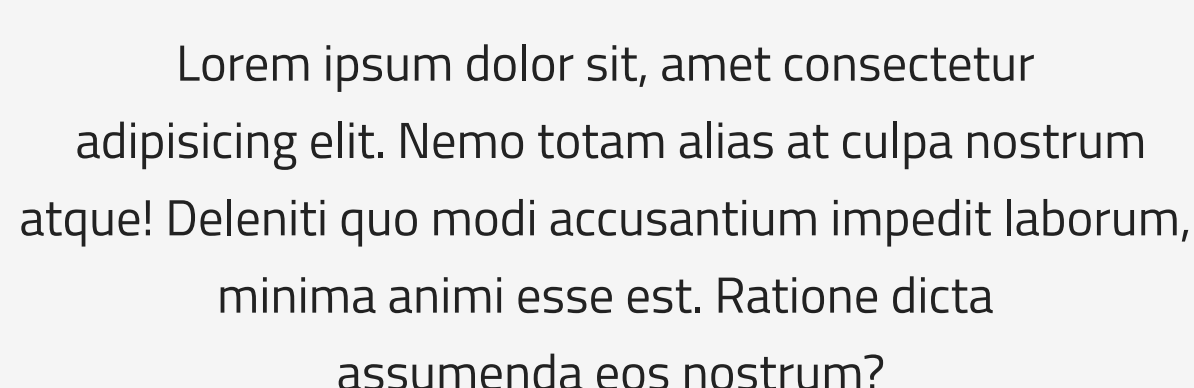 Lorem ipsum dolor sit, amet consectetur
adipisicing elit. Nemo totam alias at culpa nostrum
atque! Deleniti quo modi accusantium impedit laborum,
minima animi esse est. Ratione dicta
assumenda eos nostrum?